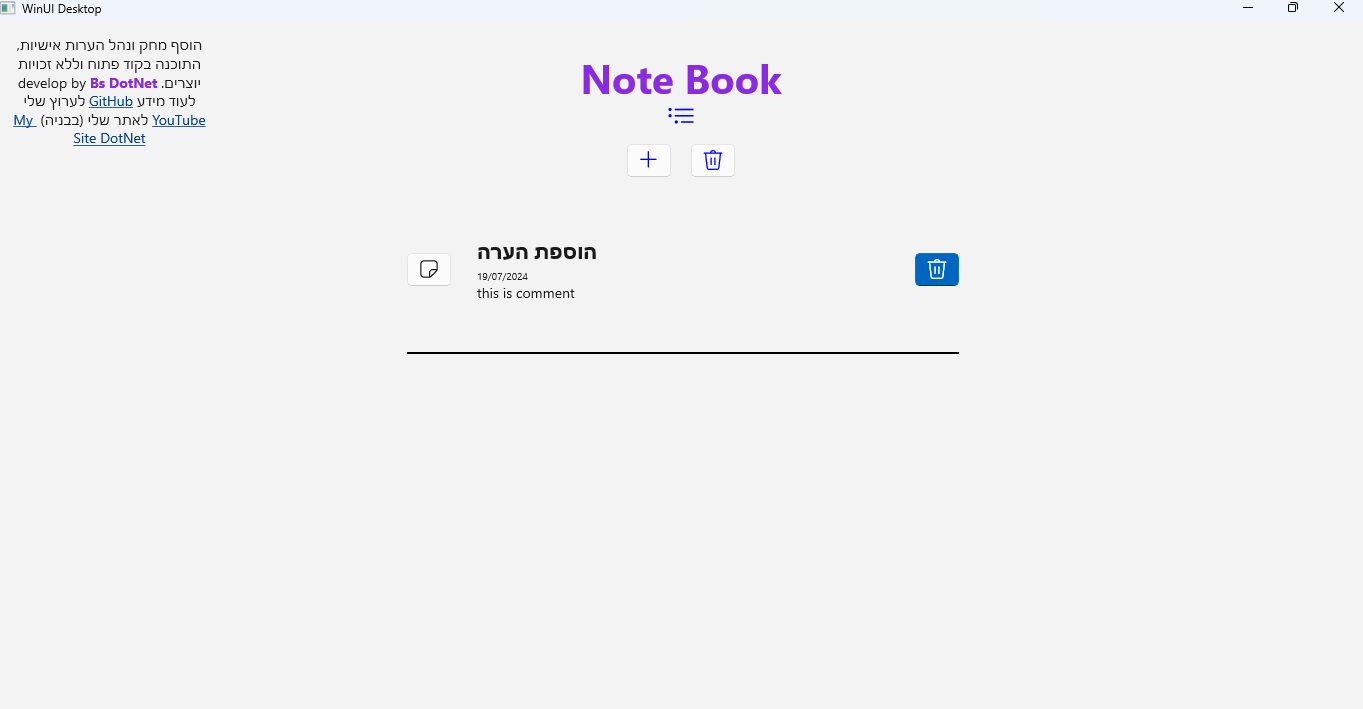 WinUI Desktop
הוסף מחק ונהל הערות אישיות,
התוכנה בקוד פתוח וללא זכויות
יוצרים. develop by Bs DotNet
לעוד מידע GitHub לערוץ שלי
YouTube לאתר שלי (בבניה) My
Site DotNet
Note Book
הוספת הערה
19/07/2024
this is comment